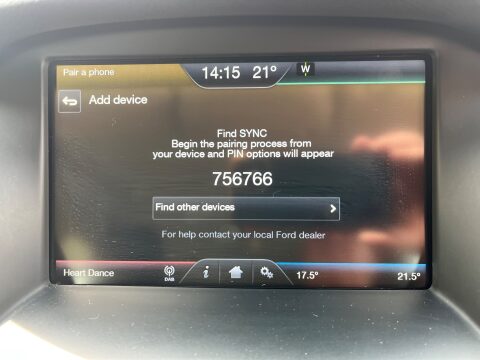 Pair a phone
14:15 21° W
Add device
Find SYNC
Begin the pairing process from
your device and PIN options will appear
756766
Find other devices
For help contact your local Ford dealer
Heart Dance DAB i 17.5° 21.5°